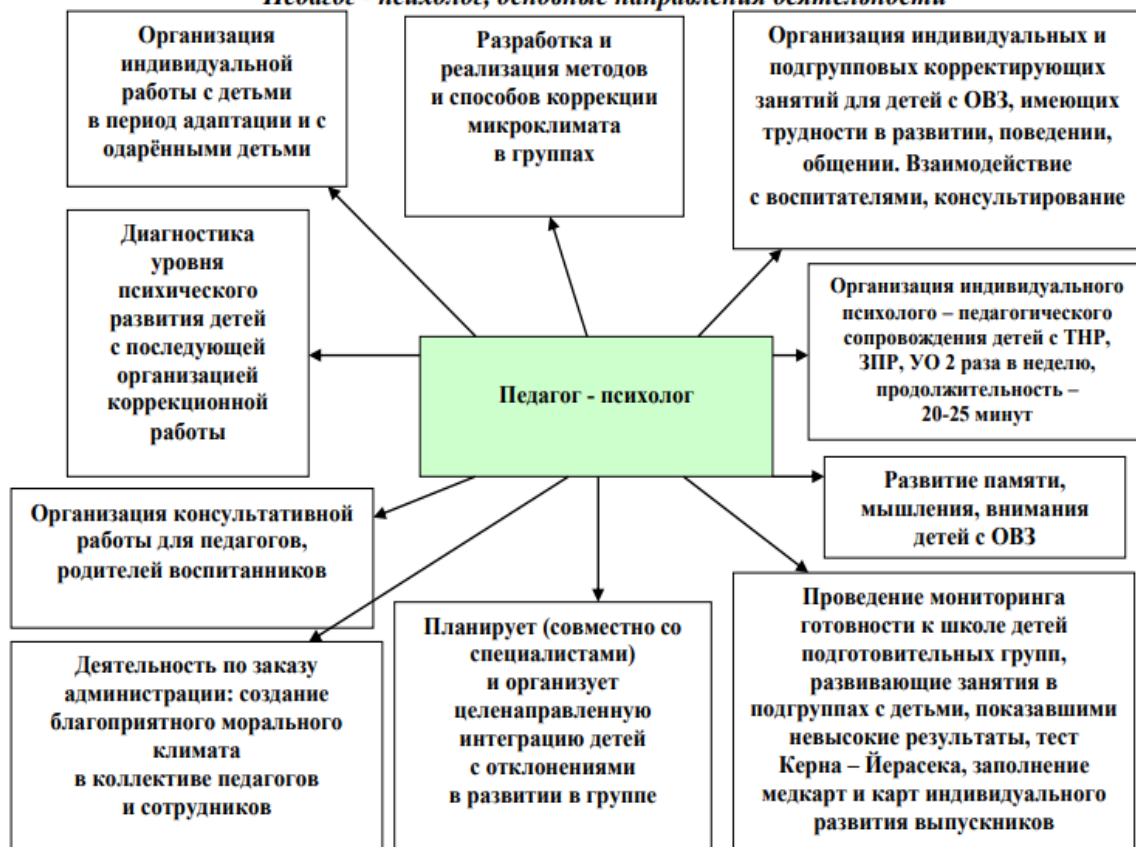 Педагог - психолог, основные направления деятельности
Организация
индивидуальной
работы с детьми
в период адаптации и с
одарёнными детьми
Разработка и
реализация методов
и способов коррекции
микроклимата
в группах
Организация индивидуальных и
подгрупповых корректирующих
занятий для детей с ОВЗ, имеющих
трудности в развитии, поведении,
общении. Взаимодействие
с воспитателями, консультирование
Диагностика
уровня
психического
развития детей
с последующей
организацией
коррекционной
работы
Организация индивидуального
психолого – педагогического
сопровождения детей с ТНР,
ЗПР, УО 2 раза в неделю,
продолжительность –
20-25 минут
Педагог - психолог
Развитие памяти,
мышления, внимания
детей с ОВЗ
Организация консультативной
работы для педагогов,
родителей воспитанников
Деятельность по заказу
администрации: создание
благоприятного морального
климата
в коллективе педагогов
и сотрудников
Планирует (совместно со
специалистами)
и организует
целенаправленную
интеграцию детей
с отклонениями
в развитии в группе
Проведение мониторинга
готовности к школе детей
подготовительных групп,
развивающие занятия в
подгруппах с детьми, показавшими
невысокие результаты, тест
Керна – Йерасека, заполнение
медкарт и карт индивидуального
развития выпускников